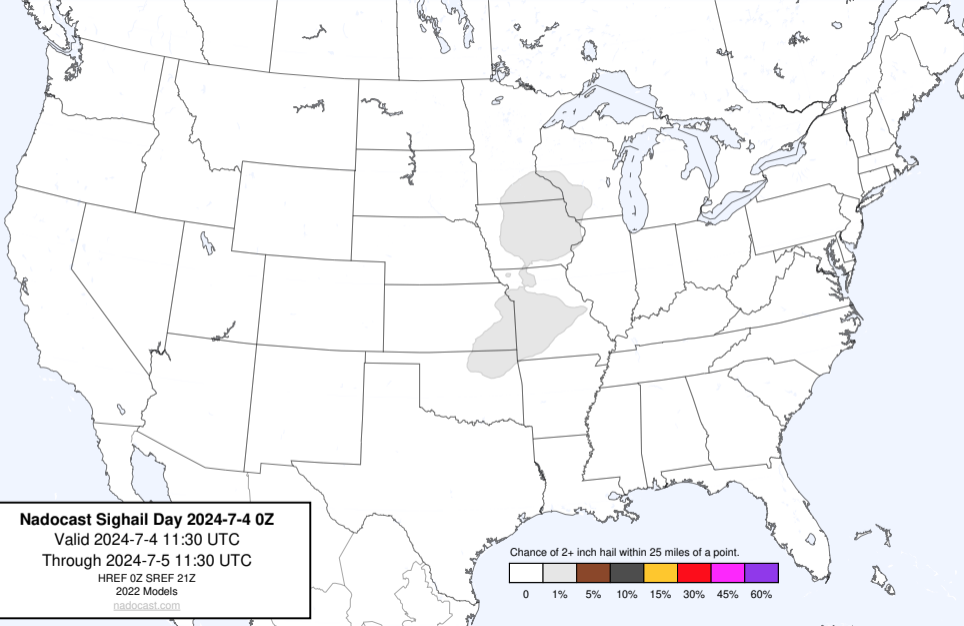 Nadocast Sighail Day 2024-7-4 0Z
Valid 2024-7-4 11:30 UTC
Through 2024-7-5 11:30 UTC
HREF 0Z SREF 21Z
2022 Models
nadocast.com
Chance of 2+ inch hail within 25 miles of a point.
0 1% 5% 10% 15% 30% 45% 60%